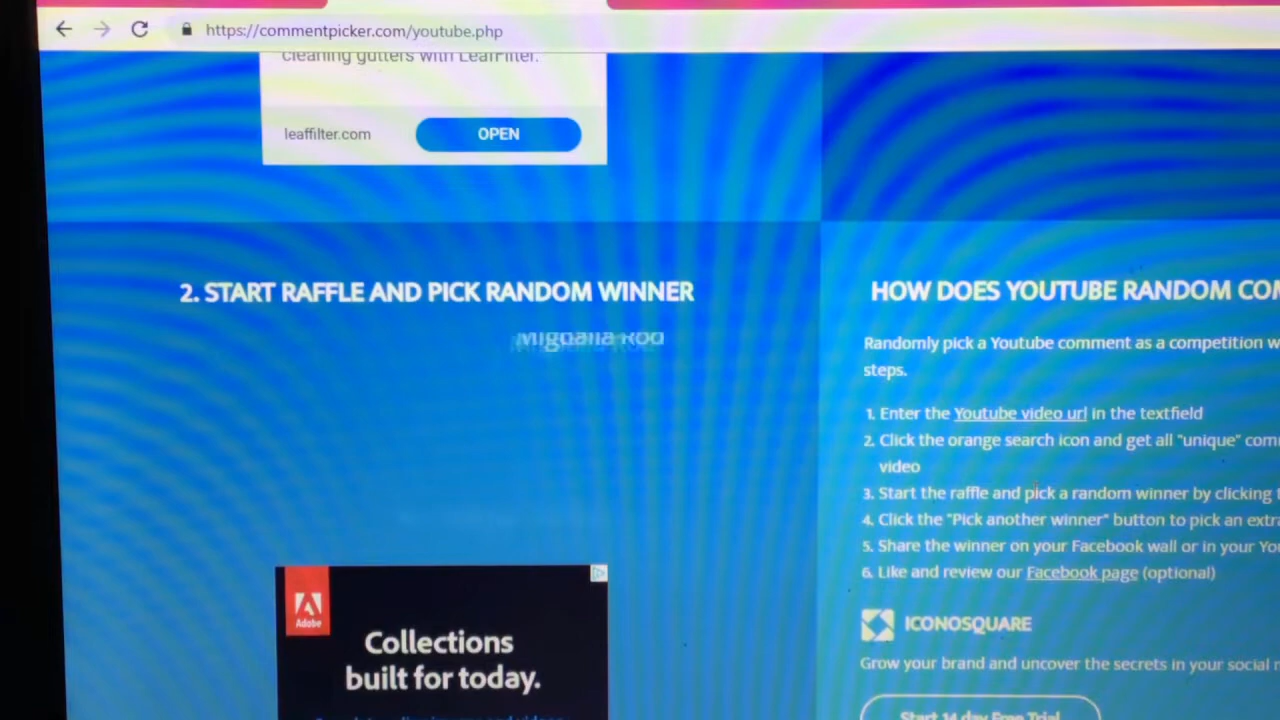 https://commentpicker.com/youtube.php
cleaning gutters with LeafFilter.
leaffilter.com
OPEN
2. START RAFFLE AND PICK RANDOM WINNER
HOW DOES YOUTUBE RANDOM
Randomly pick a Youtube comment as a competition
steps.
1. Enter the Youtube video url in the textfield
2. Click the orange search icon and get all "unique"
video
3. Start the raffle and pick a random winner by clicking
4. Click the "Pick another winner" button to pick an
5. Share the winner on your Facebook wall or in your
6. Like and review our Facebook page (optional)
ICONOSQUARE
Grow your brand and uncover the secrets in your social
Start 14 day Free Trial
Adobe
Collections
built for today.